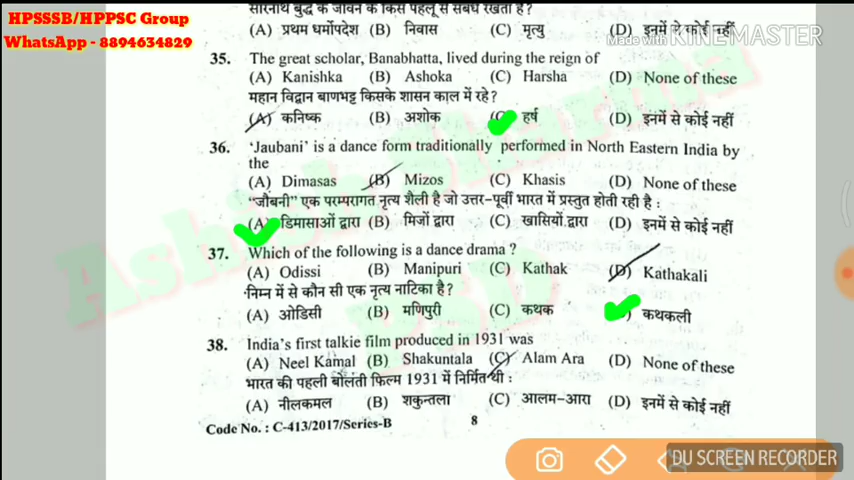 HPSSSB/HPPSC Group
WhatsApp - 8894634829
सारनाथ बुद्ध के जीवन के किस पहलू से संबंध रखता है?
(A) प्रथम धर्मोपदेश (B) निवास (C) मृत्यु (D) इनमें से कोई नहीं
Made with KINEMASTER
35. The great scholar, Banabhatta, lived during the reign of
(A) Kanishka (B) Ashoka (C) Harsha (D) None of these
महान विद्वान बाणभट्ट किसके शासन काल में रहे?
(A) कनिष्क (B) अशोक (C) हर्ष (D) इनमें से कोई नहीं
36. 'Jaubani' is a dance form traditionally performed in North Eastern India by
the
(A) Dimasas (B) Mizos (C) Khasis (D) None of these
"जौबनी" एक परम्परागत नृत्य शैली है जो उत्तर-पूर्वी भारत में प्रस्तुत होती रही है :
(A) डिमासाओं द्वारा (B) मिजों द्वारा (C) खासियों द्वारा (D) इनमें से कोई नहीं
37. Which of the following is a dance drama ?
(A) Odissi (B) Manipuri (C) Kathak (D) Kathakali
निम्न में से कौन सी एक नृत्य नाटिका है?
(A) ओडिसी (B) मणिपुरी (C) कथक ) कथकली
38. India's first talkie film produced in 1931 was
(A) Neel Kamal (B) Shakuntala (C) Alam Ara (D) None of these
भारत की पहली बोलती फिल्म 1931 में निर्मित थी :
(A) नीलकमल (B) शकुन्तला (C) आलम-आरा (D) इनमें से कोई नहीं
Code No. : C-413/2017/Series-B 8
DU SCREEN RECORDER
Ashish Sharma
PSD